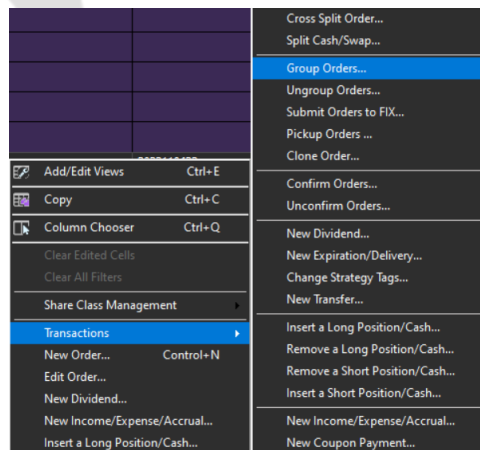 Add/Edit Views Ctrl+E
Copy Ctrl+C
Column Chooser Ctrl+Q
Clear Edited Cells
Clear All Filters
Share Class Management
Transactions
New Order... Control+N
Edit Order...
New Dividend...
New Income/Expense/Accrual...
Insert a Long Position/Cash...
Cross Split Order...
Split Cash/Swap...
Group Orders...
Ungroup Orders...
Submit Orders to FIX...
Pickup Orders ...
Clone Order...
Confirm Orders...
Unconfirm Orders...
New Dividend...
New Expiration/Delivery...
Change Strategy Tags...
New Transfer...
Insert a Long Position/Cash...
Remove a Long Position/Cash...
Remove a Short Position/Cash...
Insert a Short Position/Cash...
New Income/Expense/Accrual...
New Coupon Payment...